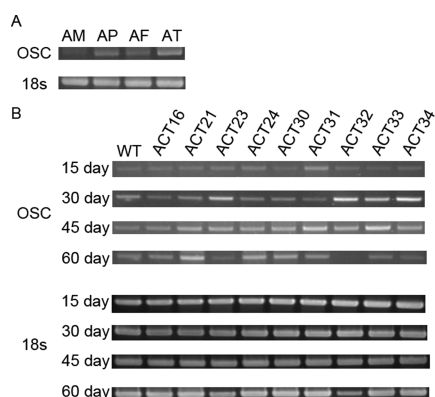 A
AM AP AF AT
OSC
18s
B
WT ACT16 ACT21 ACT23 ACT24 ACT30 ACT31 ACT32 ACT33 ACT34
15 day
30 day
OSC
45 day
60 day
15 day
30 day
18s
45 day
60 day